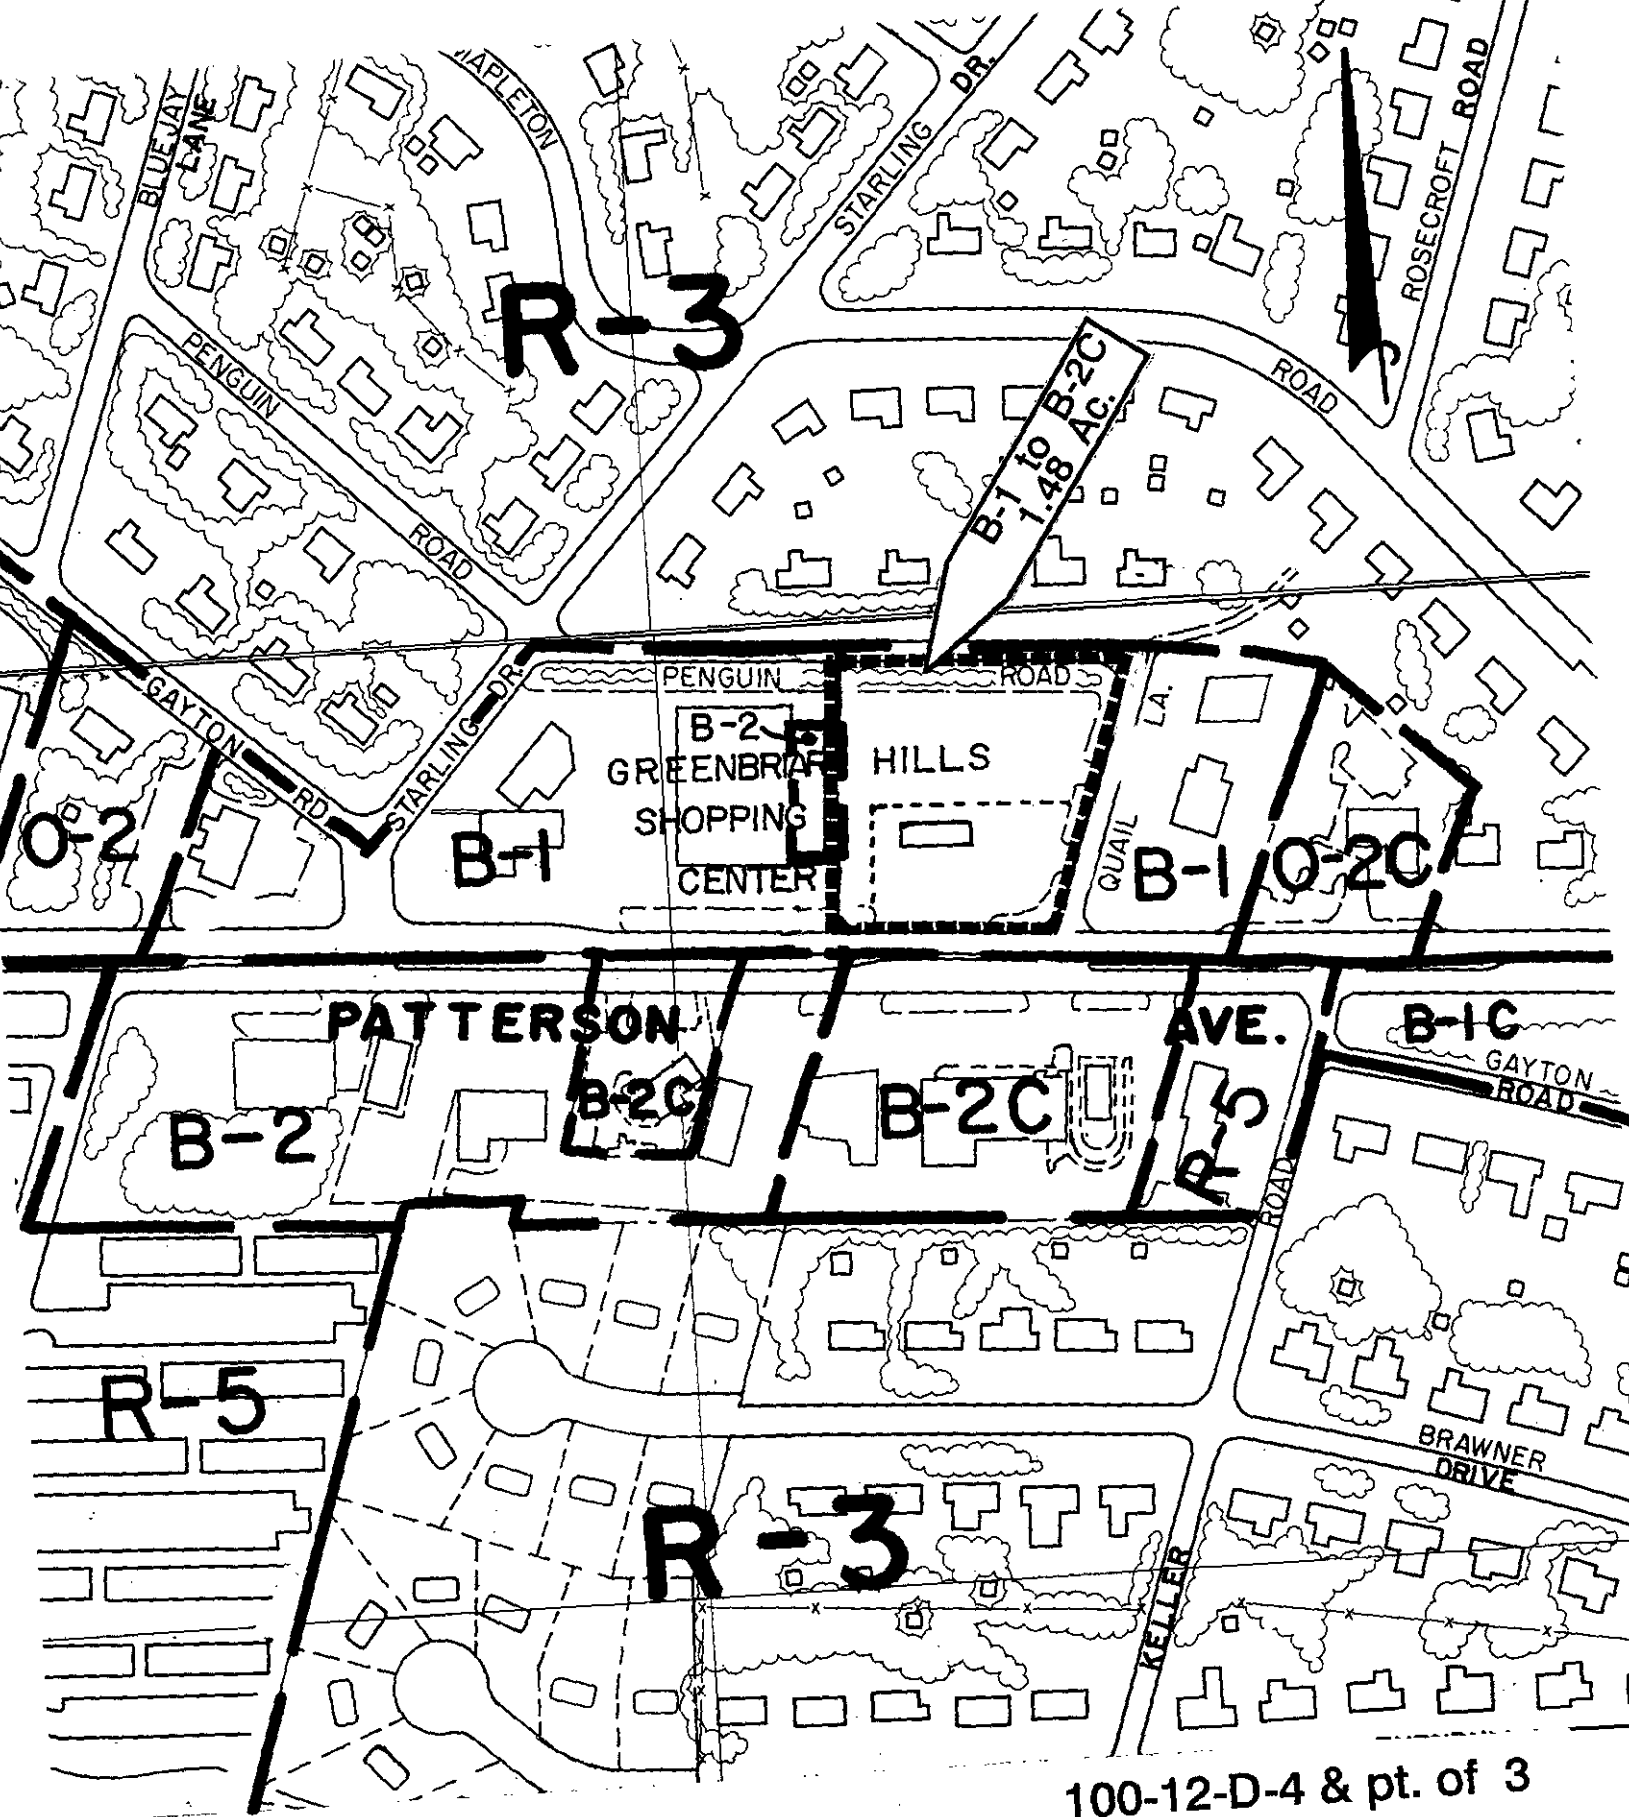 MAPLETON
BLUEJAY
LANE
STARLING DR.
ROSECROFT ROAD
R-3
PENGUIN
ROAD
ROAD
B-1 to B-2C
1.48 Ac.
GAYTON RD.
STARLING DR.
PENGUIN ROAD
B-2
GREENBRIAR HILLS
SHOPPING
CENTER
QUAIL LA.
O-2
B-1
B-1
O-2C
PATTERSON AVE.
B-1C
GAYTON
ROAD
B-2
B-2C
B-2C
R-5
ROAD
R-5
BRAWNER
DRIVE
R-3
KELLER
100-12-D-4 & pt. of 3